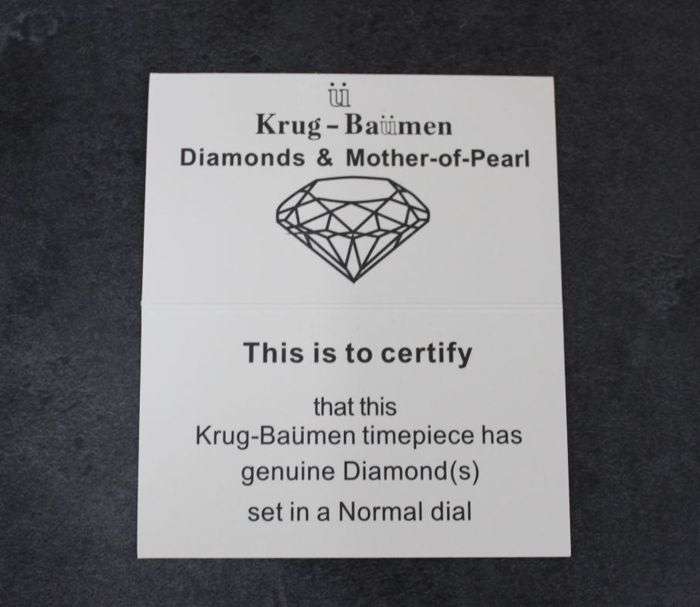 ü
Krug-Baümen
Diamonds & Mother-of-Pearl
This is to certify
that this
Krug-Baümen timepiece has
genuine Diamond(s)
set in a Normal dial